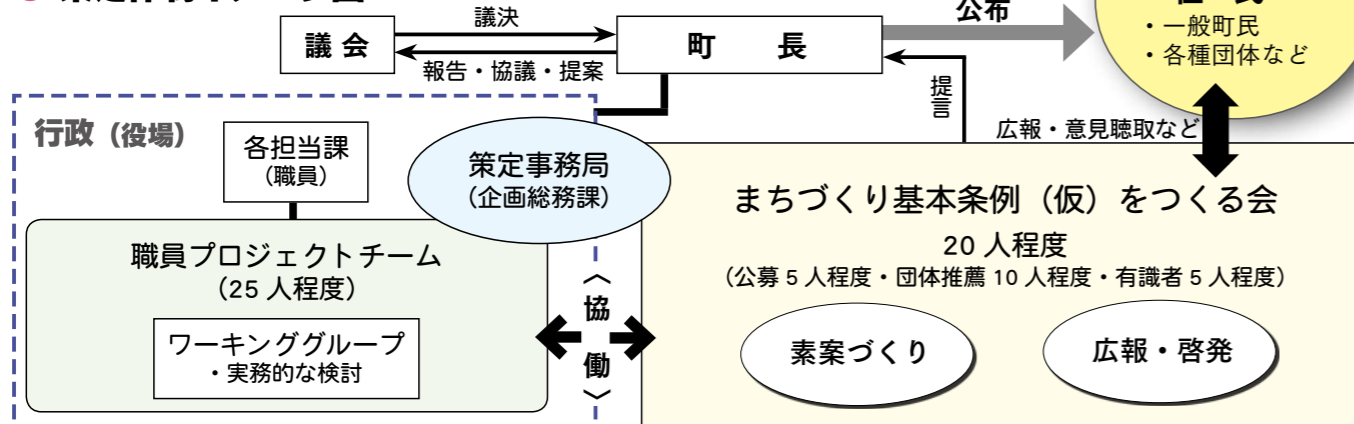 議決
公布
議 会
町 長
・一般町民
・各種団体など
報告・協議・提案
提言
行政（役場）
広報・意見聴取など
各担当課
（職員）
策定事務局
（企画総務課）
まちづくり基本条例（仮）をつくる会
20 人程度
（公募 5 人程度・団体推薦 10 人程度・有識者 5 人程度）
職員プロジェクトチーム
（25 人程度）
〈協働〉
ワーキンググループ
・実務的な検討
素案づくり
広報・啓発